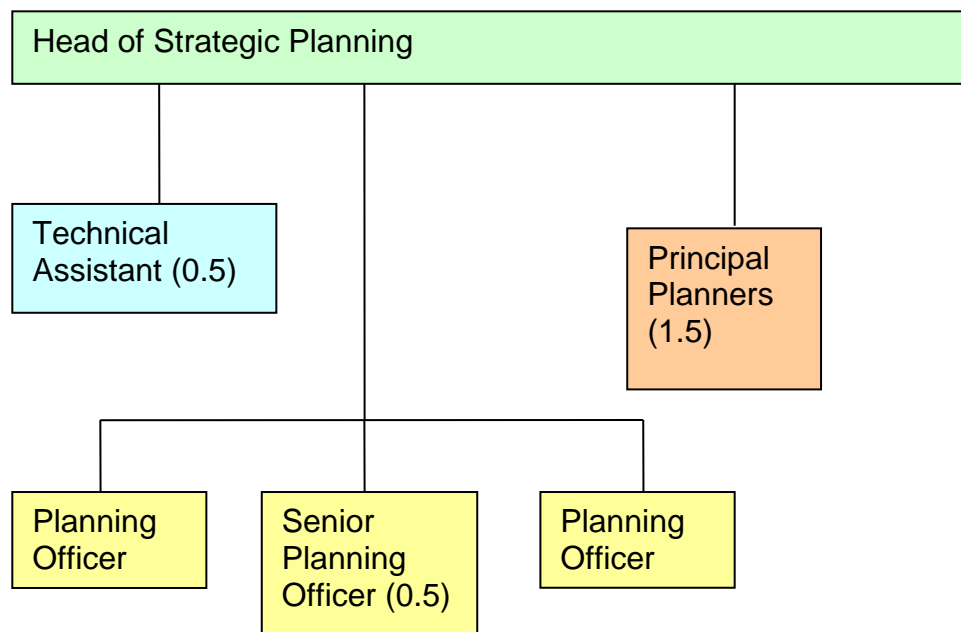 Head of Strategic Planning
Technical
Assistant (0.5)
Principal
Planners
(1.5)
Planning
Officer
Senior
Planning
Officer (0.5)
Planning
Officer